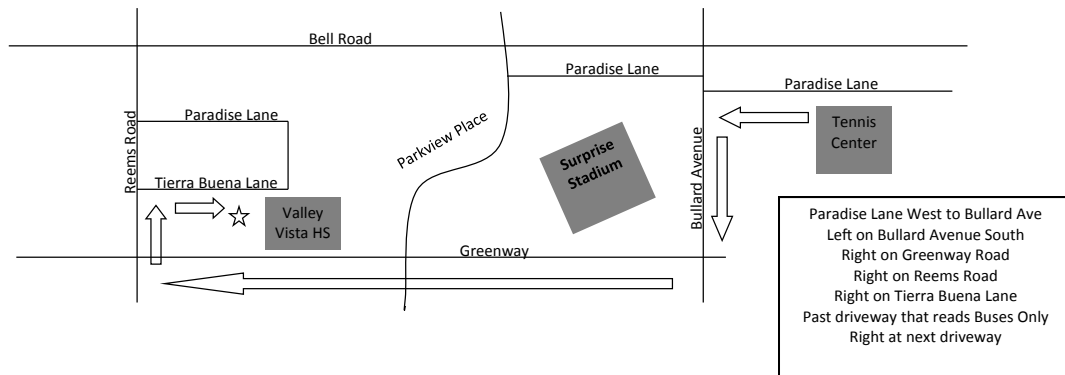 Bell Road
Paradise Lane
Paradise Lane
Paradise Lane
Reems Road
Parkview Place
Bullard Avenue
Tennis
Center
Surprise
Stadium
Tierra Buena Lane
Valley
Vista HS
Greenway
Paradise Lane West to Bullard Ave
Left on Bullard Avenue South
Right on Greenway Road
Right on Reems Road
Right on Tierra Buena Lane
Past driveway that reads Buses Only
Right at next driveway